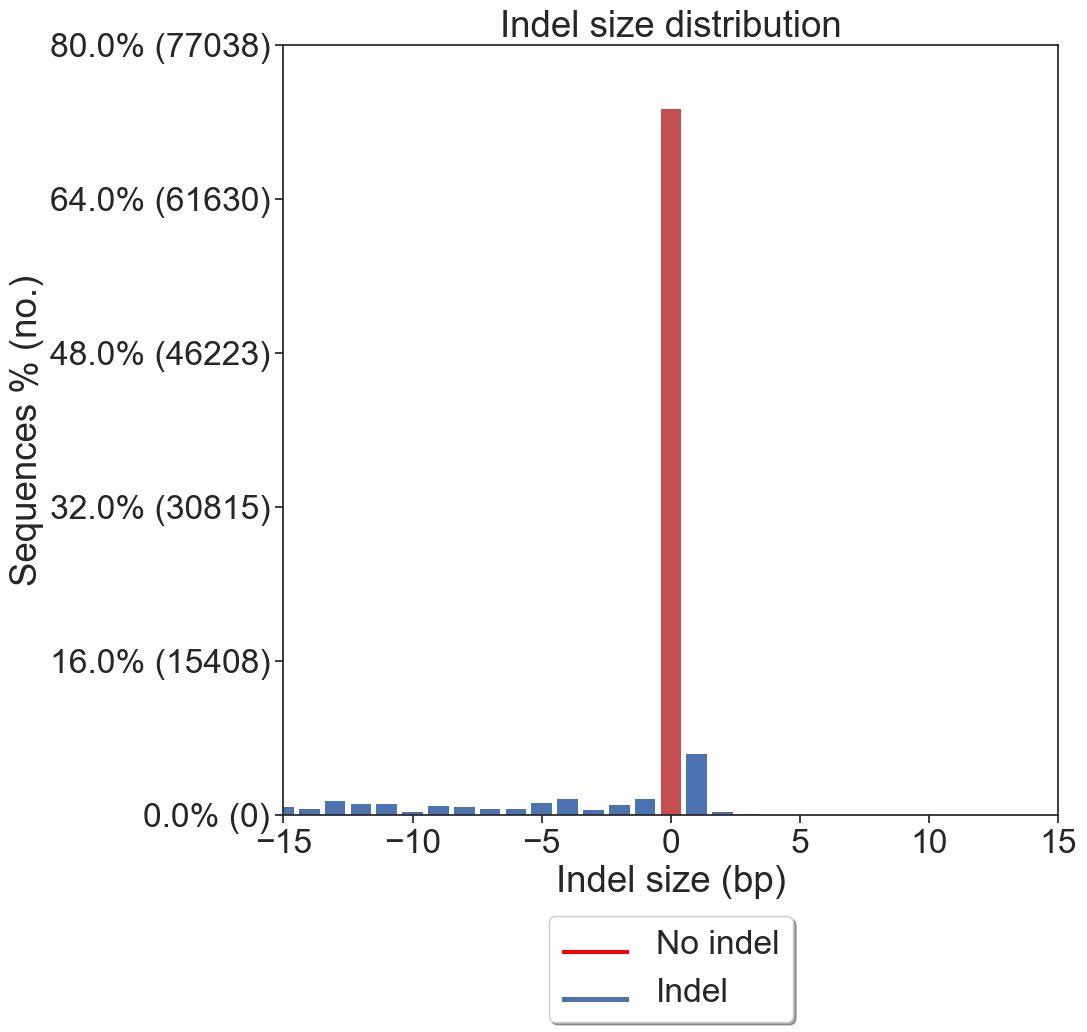 Indel size distribution
80.0% (77038)
64.0% (61630)
48.0% (46223)
32.0% (30815)
16.0% (15408)
0.0% (0)
Sequences % (no.)
−15 −10 −5 0 5 10 15
Indel size (bp)
No indel
Indel